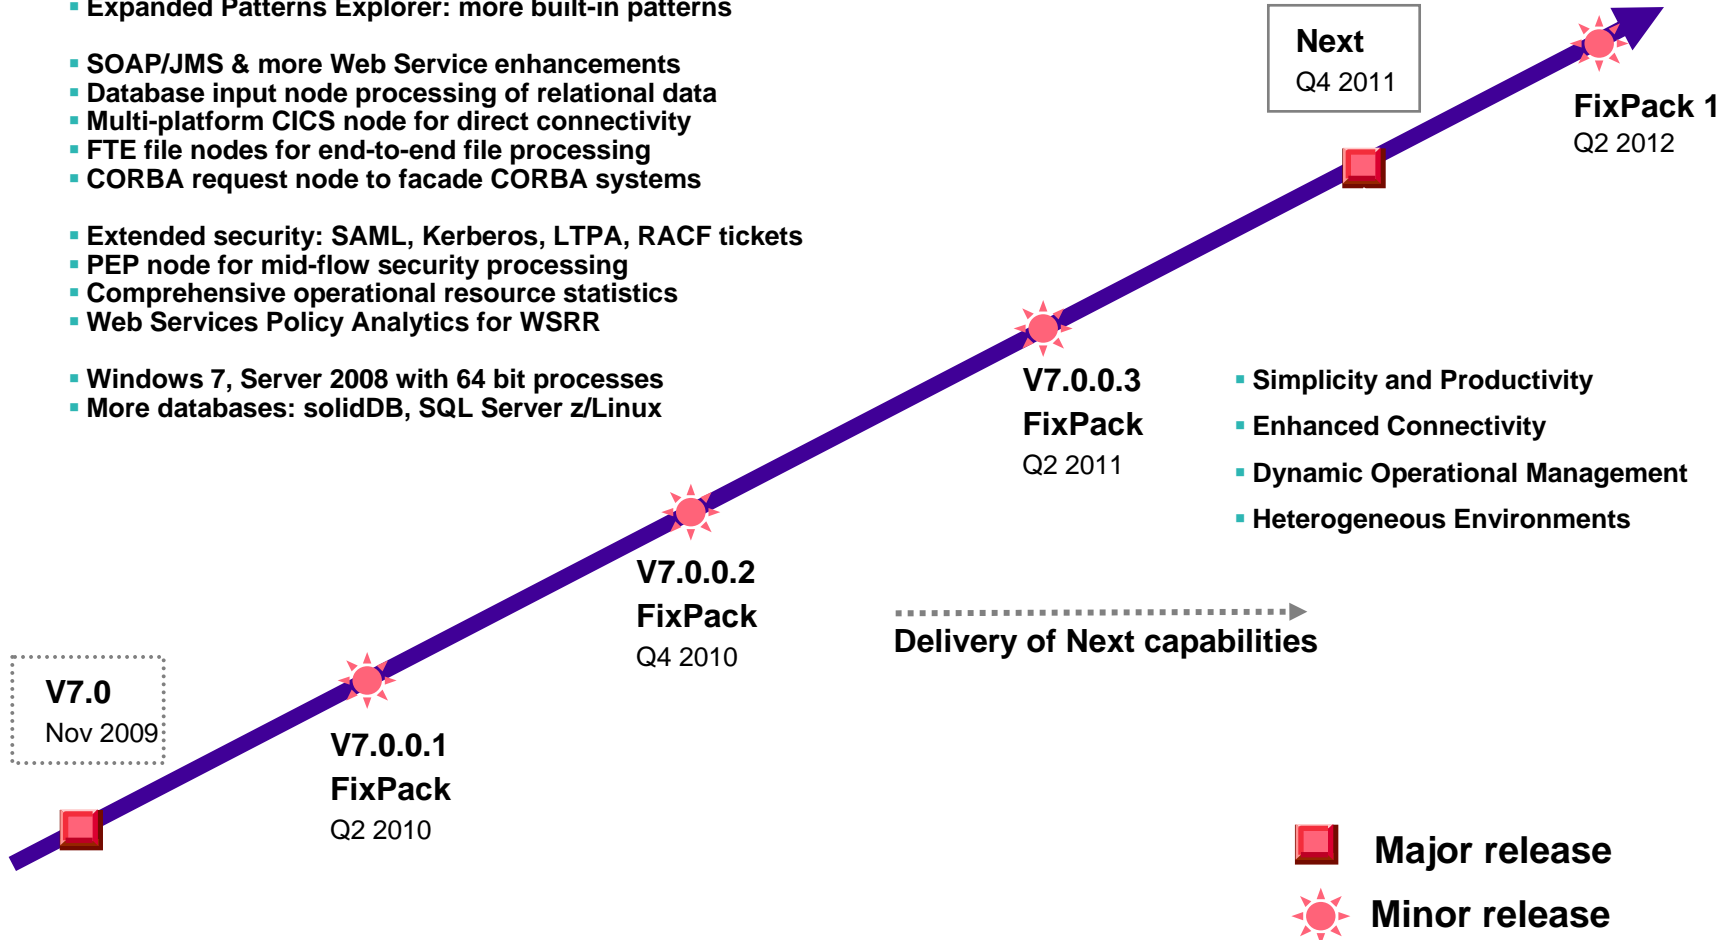 Expanded Patterns Explorer: more built-in patterns
SOAP/JMS & more Web Service enhancements
Database input node processing of relational data
Multi-platform CICS node for direct connectivity
FTE file nodes for end-to-end file processing
CORBA request node to facade CORBA systems
Extended security: SAML, Kerberos, LTPA, RACF tickets
PEP node for mid-flow security processing
Comprehensive operational resource statistics
Web Services Policy Analytics for WSRR
Windows 7, Server 2008 with 64 bit processes
More databases: solidDB, SQL Server z/Linux
Next
Q4 2011
FixPack 1
Q2 2012
V7.0.0.3
FixPack
Q2 2011
Simplicity and Productivity
Enhanced Connectivity
Dynamic Operational Management
Heterogeneous Environments
V7.0.0.2
FixPack
Q4 2010
Delivery of Next capabilities
V7.0
Nov 2009
V7.0.0.1
FixPack
Q2 2010
Major release
Minor release